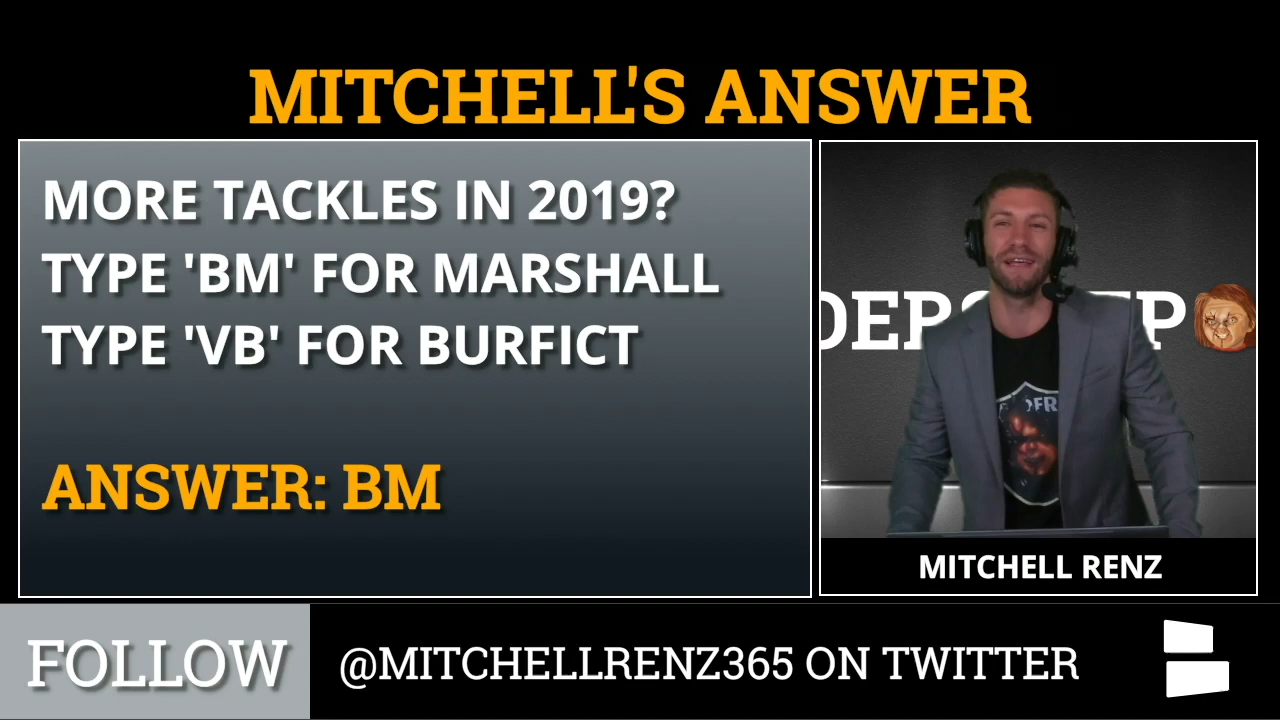 MITCHELL'S ANSWER
MORE TACKLES IN 2019?
TYPE 'BM' FOR MARSHALL
TYPE 'VB' FOR BURFICT
ANSWER: BM
MITCHELL RENZ
FOLLOW
@MITCHELLRENZ365 ON TWITTER